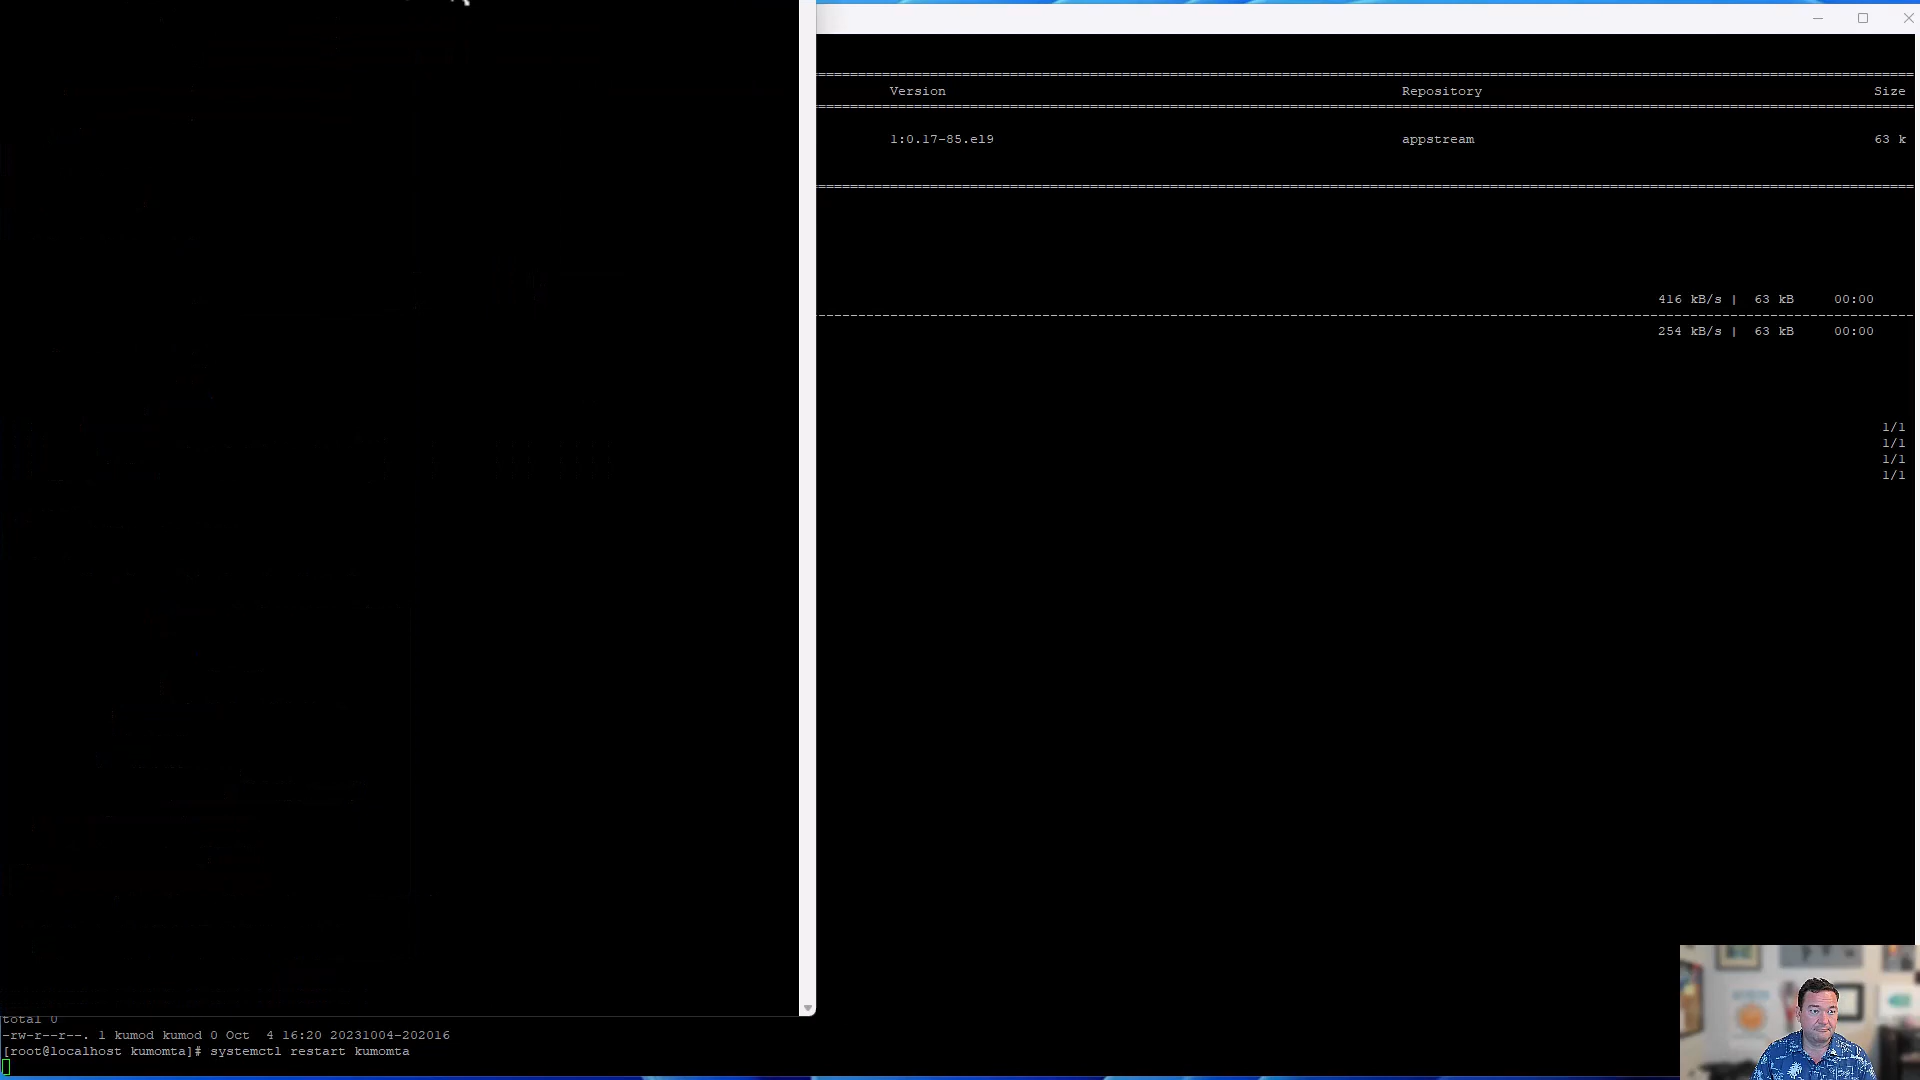 Version Repository Size
1:0.17-85.el9 appstream 63 k
416 kB/s | 63 kB 00:00
254 kB/s | 63 kB 00:00
1/1
1/1
1/1
1/1
total 0
-rw-r--r--. 1 kumod kumod 0 Oct 4 16:20 20231004-202016
[root@localhost kumomta]# systemctl restart kumomta